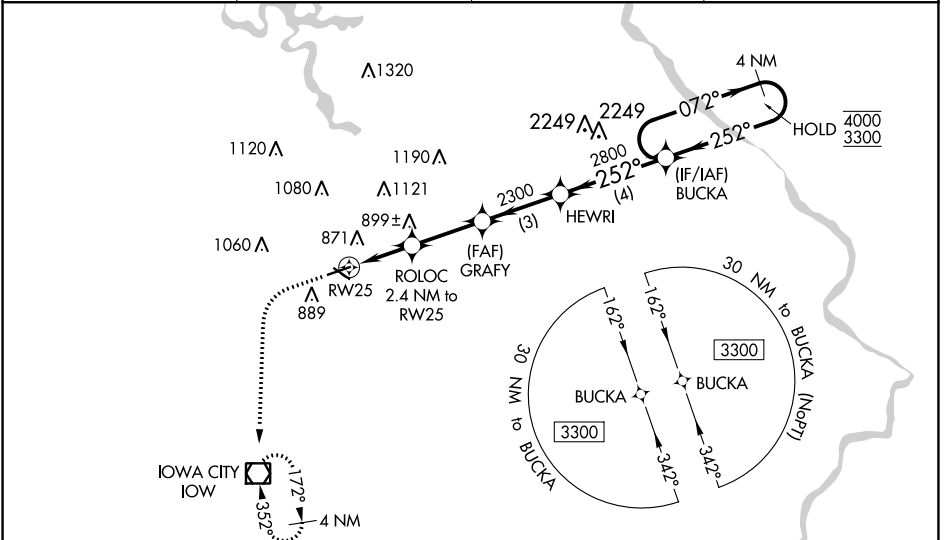 1320
4 NM
072°
HOLD
4000
3300
252°
2249
2249
2800
252°
(4)
(IF/IAF)
BUCKA
1120
1190
1080
1121
2300
(3)
HEWRI
899±
(FAF)
GRAFY
1060
871
ROLOC
2.4 NM to
RW25
RW25
889
30 NM to BUCKA
162°
BUCKA
3300
342°
30 NM to BUCKA (NoPT)
162°
3300
BUCKA
342°
IOWA CITY
IOW
172°
352°
4 NM